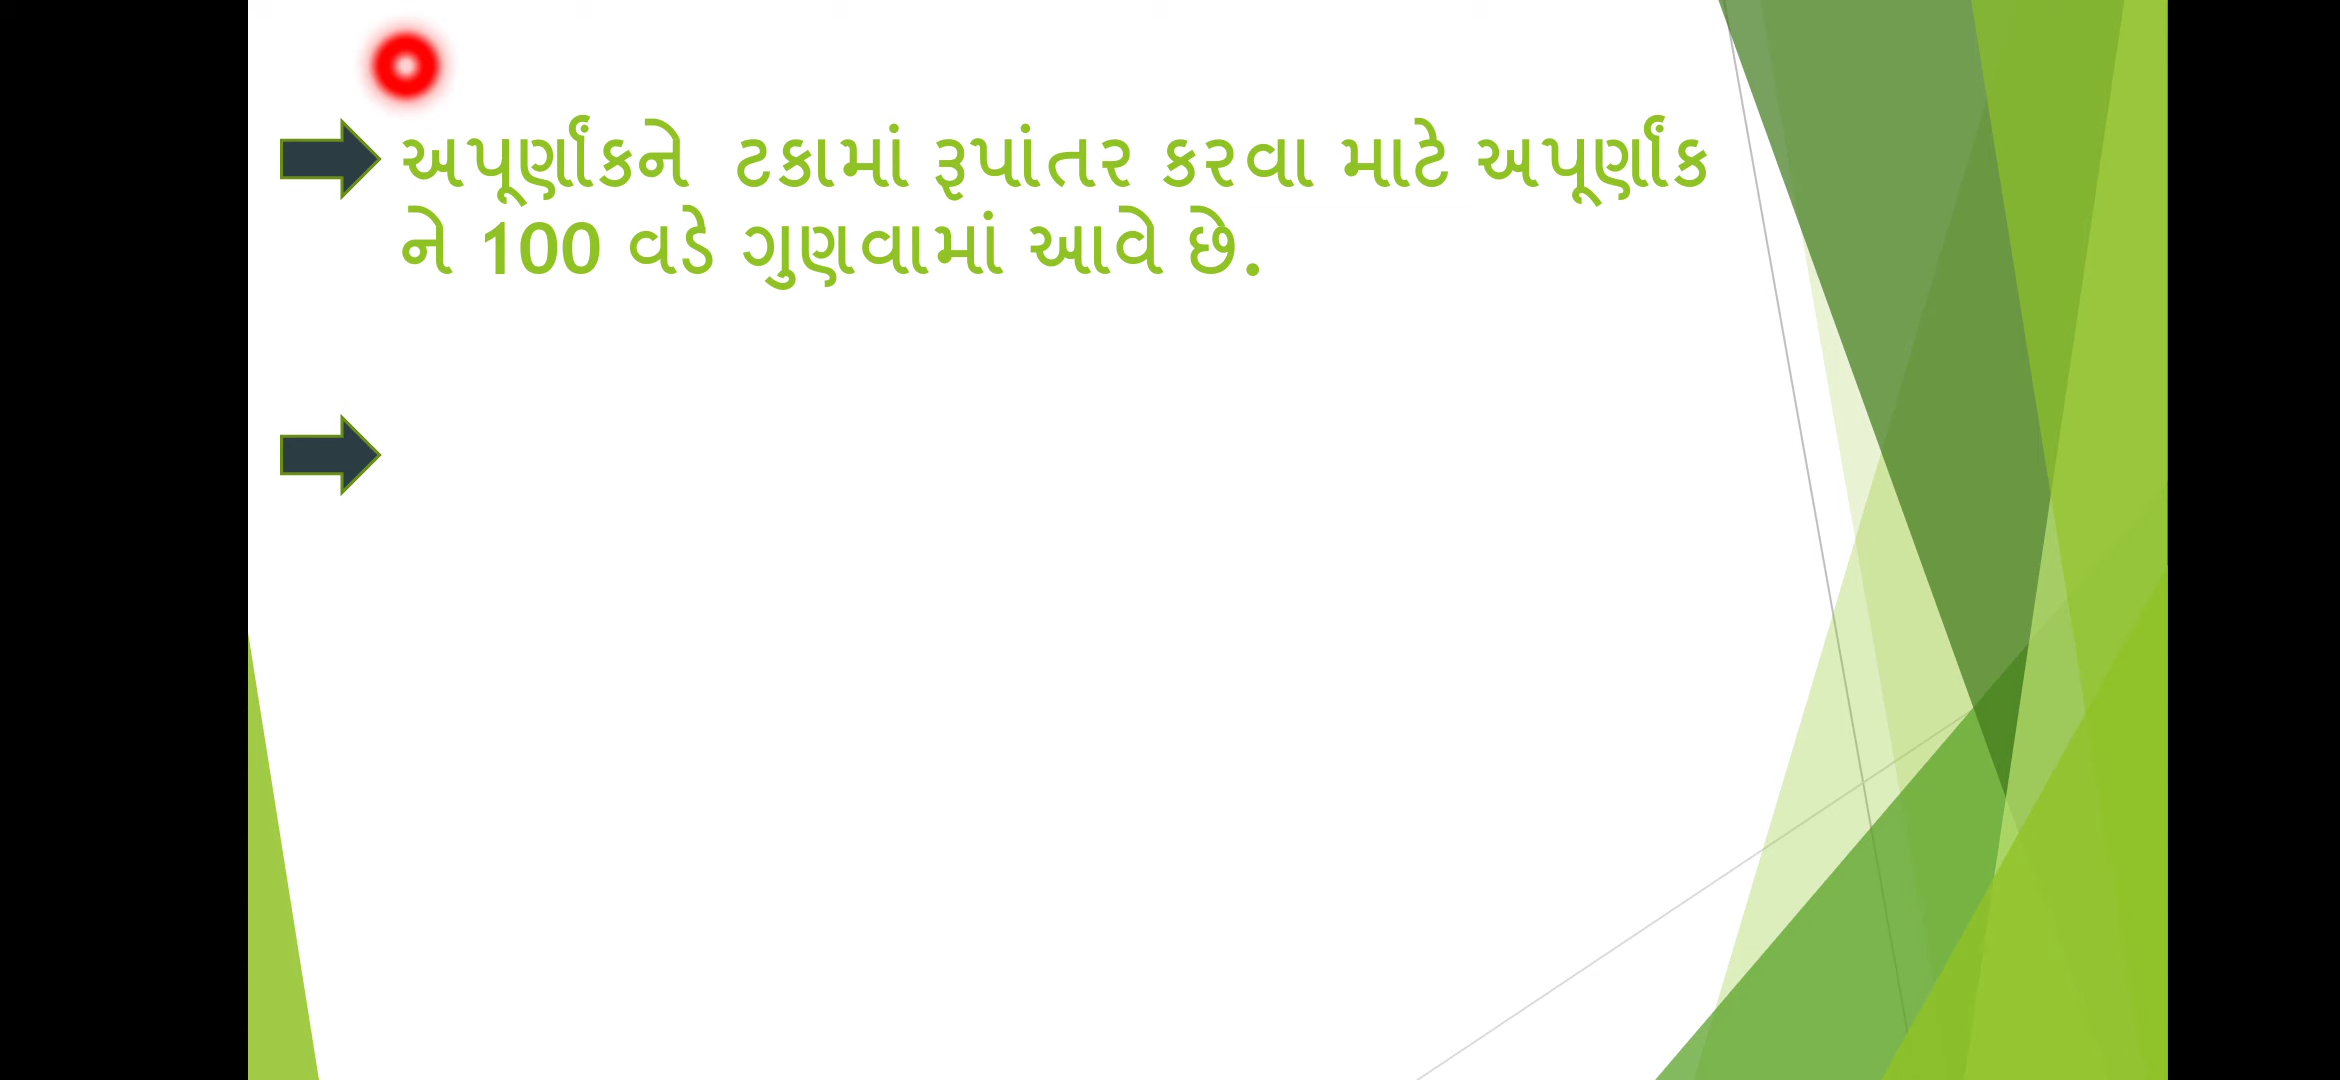 અપૂર્ણાંકને ટકામાં રૂપાંતર કરવા માટે અપૂર્ણાંક
ને 100 વડે ગુણવામાં આવે છે.